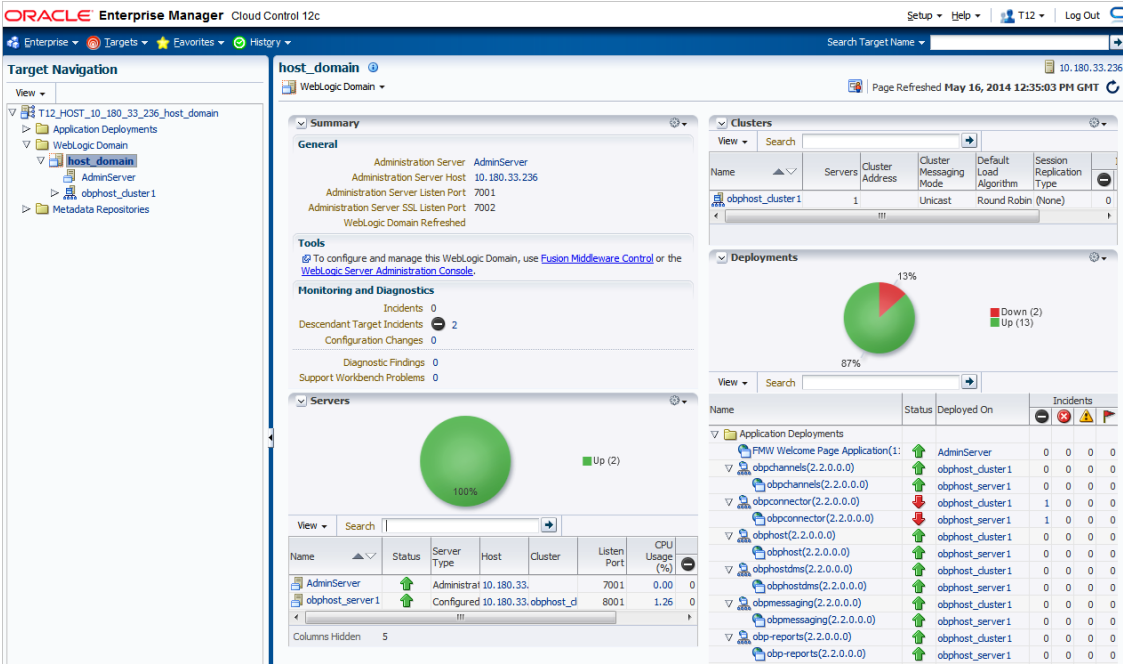 ORACLE Enterprise Manager Cloud Control 12c
Setup Help T12 Log Out
Enterprise Targets Favorites History
Search Target Name
Target Navigation
View
T12_HOST_10_180_33_236_host_domain
Application Deployments
WebLogic Domain
host_domain
AdminServer
obphost_cluster1
Metadata Repositories
host_domain
10.180.33.236
WebLogic Domain
Page Refreshed May 16, 2014 12:35:03 PM GMT
Summary
General
Administration Server AdminServer
Administration Server Host 10.180.33.236
Administration Server Listen Port 7001
Administration Server SSL Listen Port 7002
WebLogic Domain Refreshed
Tools
To configure and manage this WebLogic Domain, use Fusion Middleware Control or the
WebLogic Server Administration Console.
Monitoring and Diagnostics
Incidents 0
Descendant Target Incidents 2
Configuration Changes 0
Diagnostic Findings 0
Support Workbench Problems 0
Servers
Up (2)
100%
View Search
Name Status Server Type Host Cluster Listen Port CPU Usage (%)
AdminServer Administrat 10.180.33. 7001 0.00 0
obphost_server1 Configured 10.180.33. obphost_cl 8001 1.26 0
Columns Hidden 5
Clusters
View Search
Name Servers Cluster Address Cluster Messaging Mode Default Load Algorithm Session Replication Type
obphost_cluster1 1 Unicast Round Robin (None) 0
Deployments
13%
Down (2)
Up (13)
87%
View Search
Name Status Deployed On Incidents
Application Deployments
FMW Welcome Page Application(1: AdminServer 0 0 0 0
obpchannels(2.2.0.0.0) obphost_cluster1 0 0 0 0
obpchannels(2.2.0.0.0) obphost_server1 0 0 0 0
obpconnector(2.2.0.0.0) obphost_cluster1 1 0 0 0
obpconnector(2.2.0.0.0) obphost_server1 1 0 0 0
obphost(2.2.0.0.0) obphost_cluster1 0 0 0 0
obphost(2.2.0.0.0) obphost_server1 0 0 0 0
obphostdms(2.2.0.0.0) obphost_cluster1 0 0 0 0
obphostdms(2.2.0.0.0) obphost_server1 0 0 0 0
obpmessaging(2.2.0.0.0) obphost_cluster1 0 0 0 0
obpmessaging(2.2.0.0.0) obphost_server1 0 0 0 0
obp-reports(2.2.0.0.0) obphost_cluster1 0 0 0 0
obp-reports(2.2.0.0.0) obphost_server1 0 0 0 0